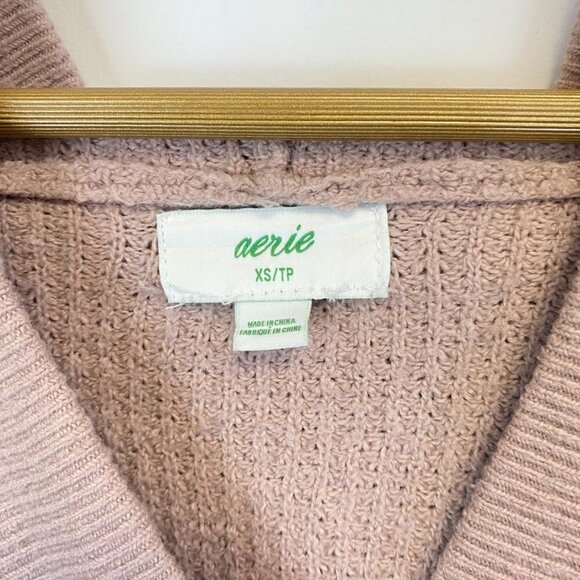 aerie
XS/TP
MADE IN CHINA
FABRIQUÉ EN CHINE